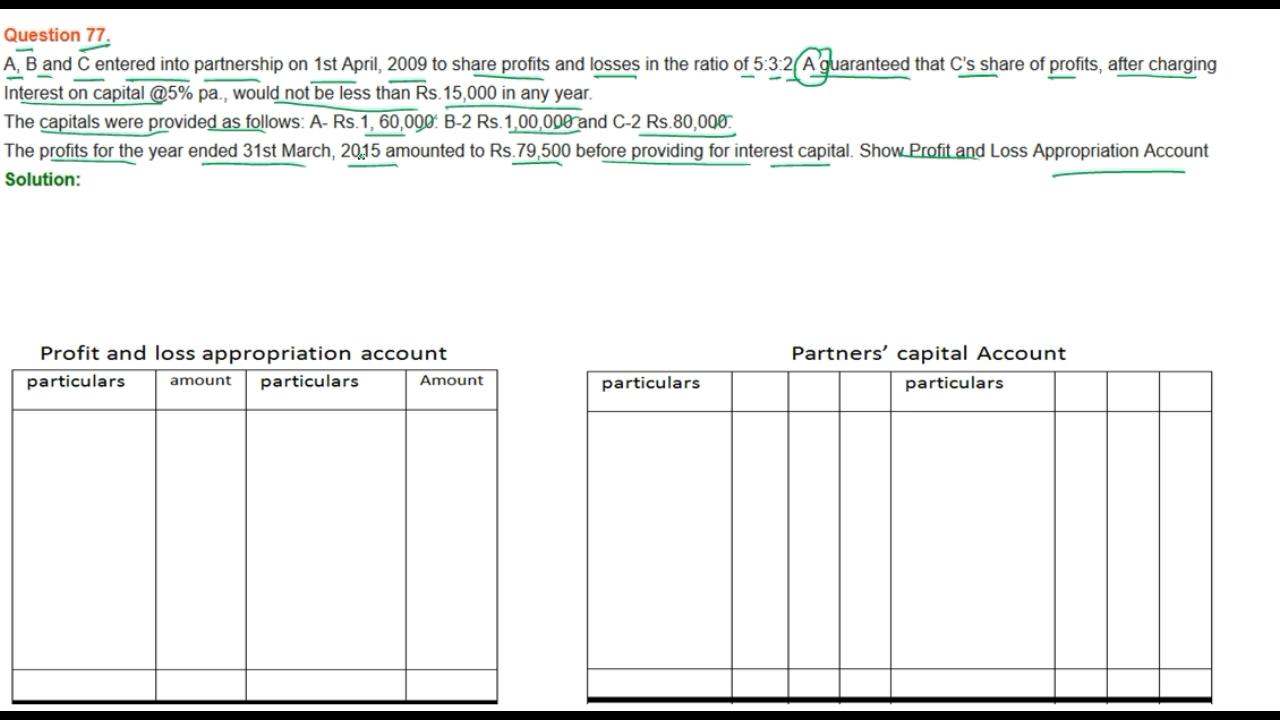 Question 77.
A, B and C entered into partnership on 1st April, 2009 to share profits and losses in the ratio of 5:3:2. A guaranteed that C's share of profits, after charging
Interest on capital @5% pa., would not be less than Rs.15,000 in any year.
The capitals were provided as follows: A- Rs.1, 60,000. B-2 Rs.1,00,000 and C-2 Rs.80,000.
The profits for the year ended 31st March, 2015 amounted to Rs.79,500 before providing for interest capital. Show Profit and Loss Appropriation Account
Solution:
Profit and loss appropriation account
particulars amount particulars Amount
Partners' capital Account
particulars particulars